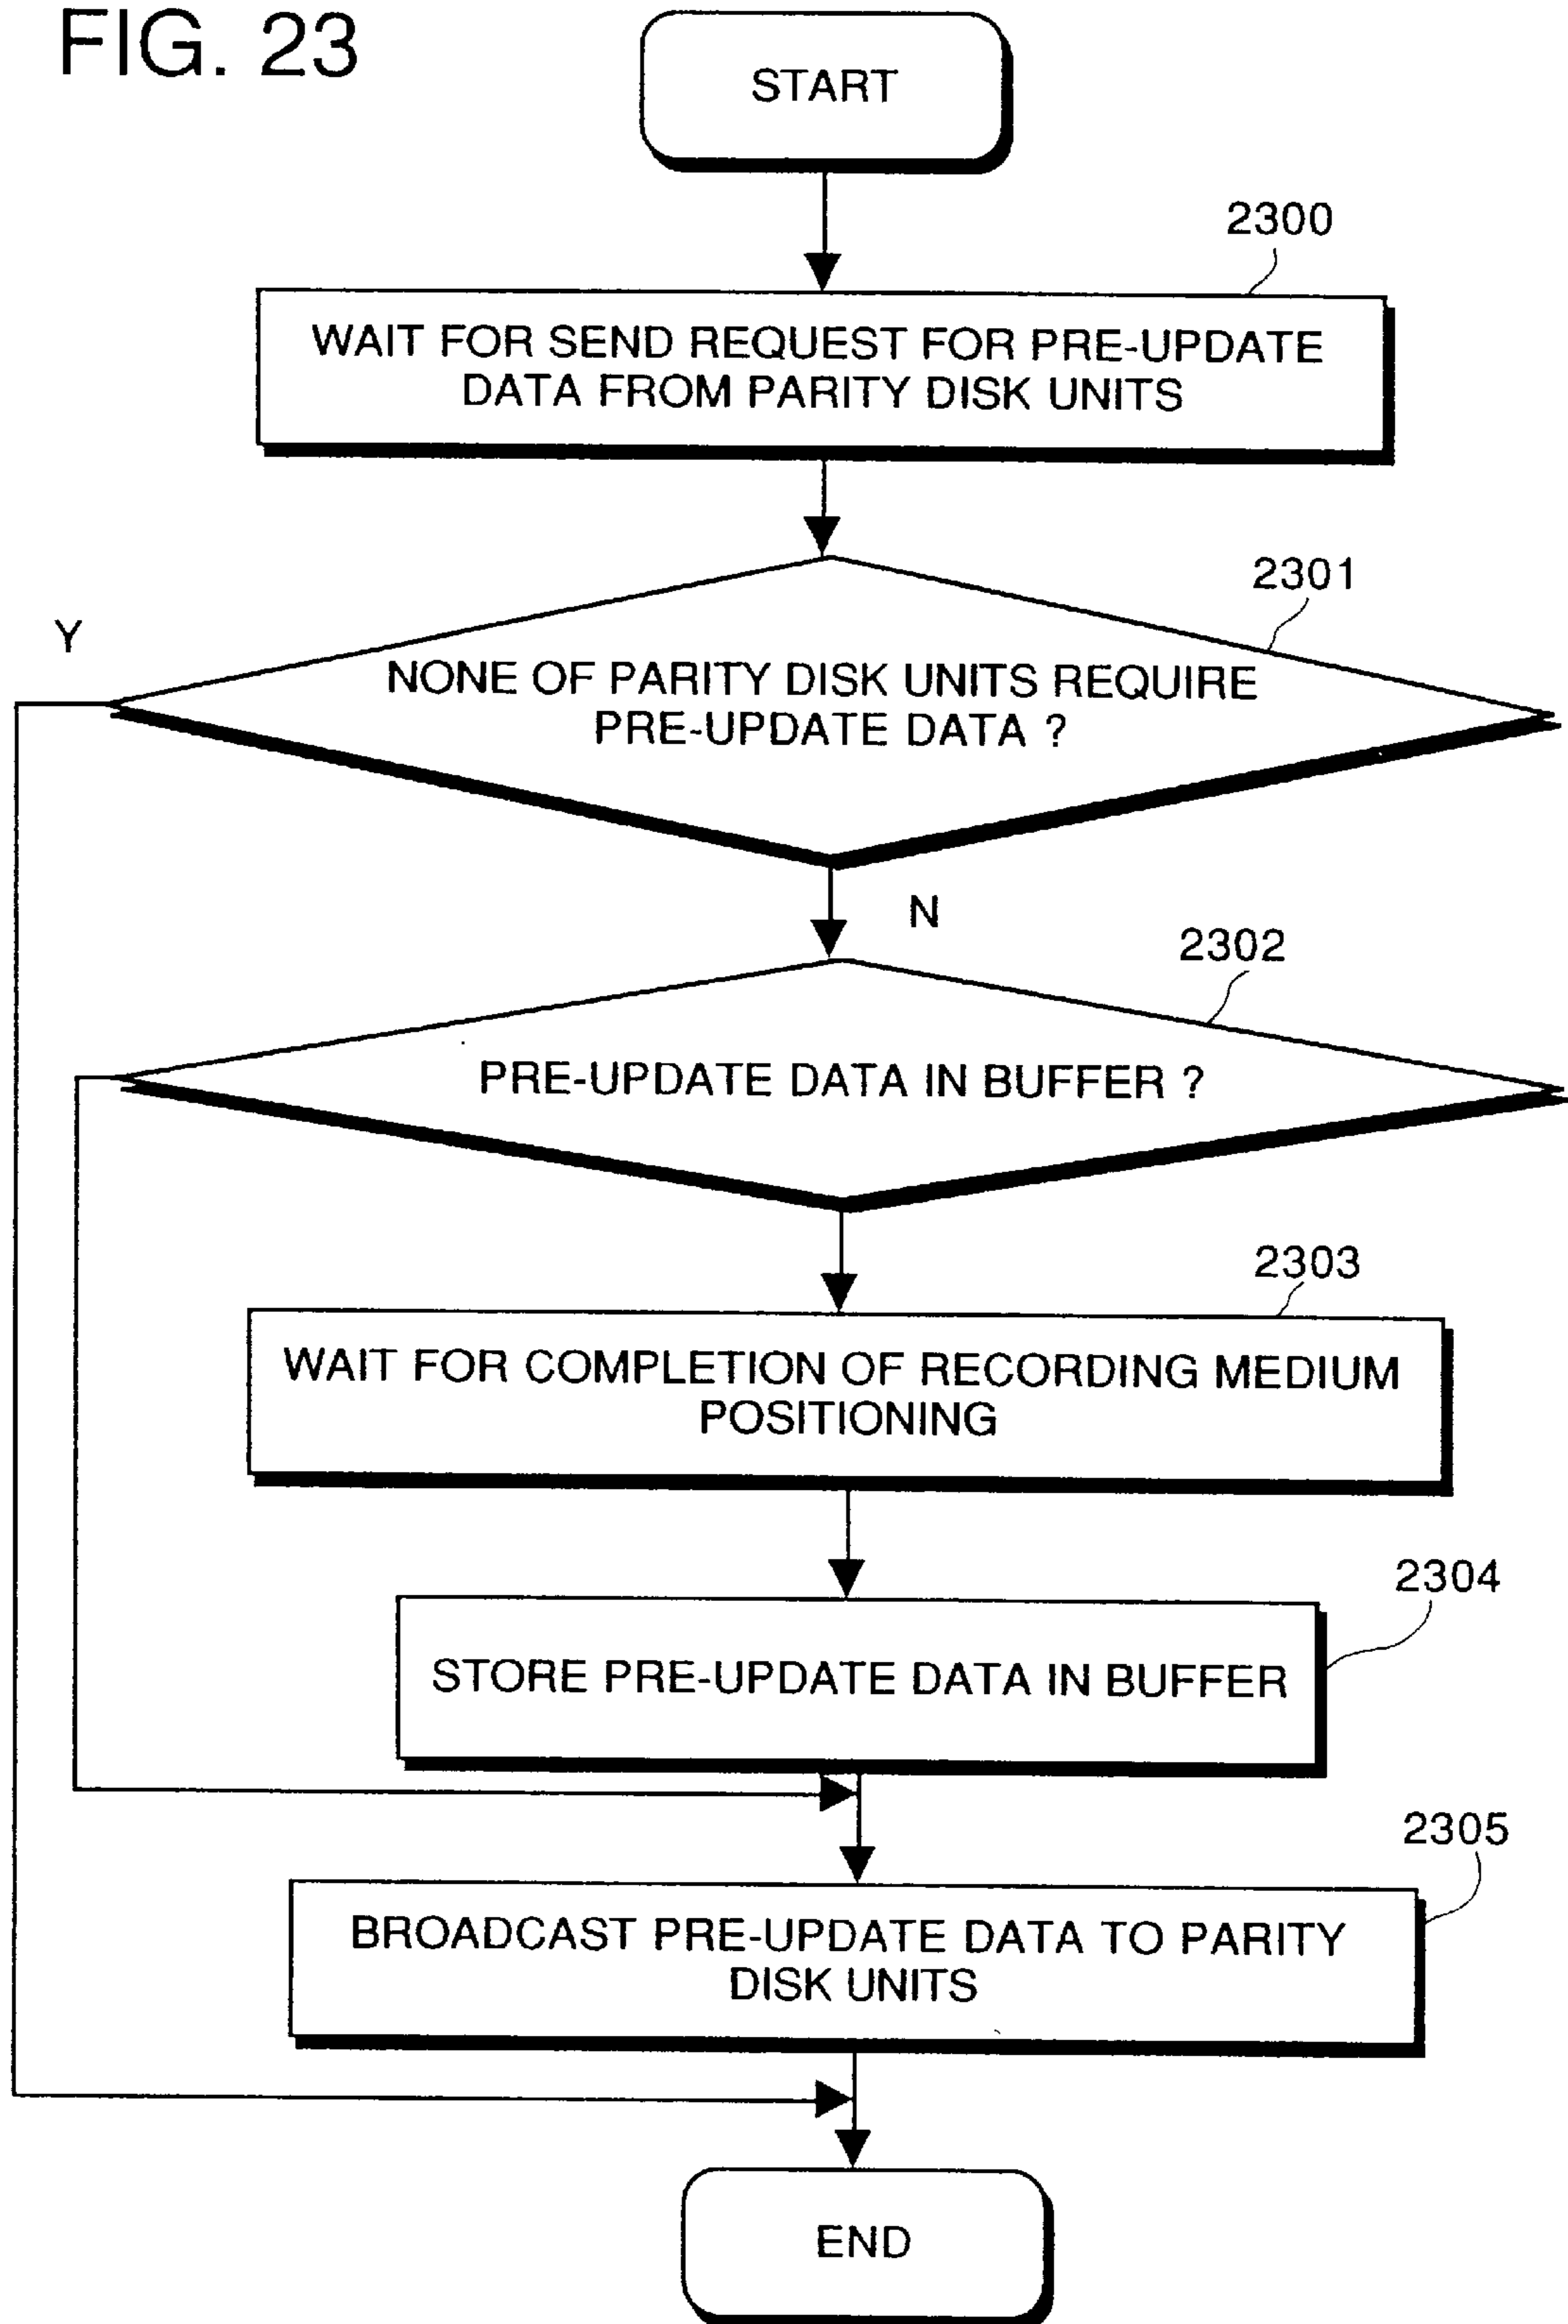 FIG. 23
START
2300
WAIT FOR SEND REQUEST FOR PRE-UPDATE
DATA FROM PARITY DISK UNITS
2301
Y
NONE OF PARITY DISK UNITS REQUIRE
PRE-UPDATE DATA ?
N
2302
PRE-UPDATE DATA IN BUFFER ?
2303
WAIT FOR COMPLETION OF RECORDING MEDIUM
POSITIONING
2304
STORE PRE-UPDATE DATA IN BUFFER
2305
BROADCAST PRE-UPDATE DATA TO PARITY
DISK UNITS
END